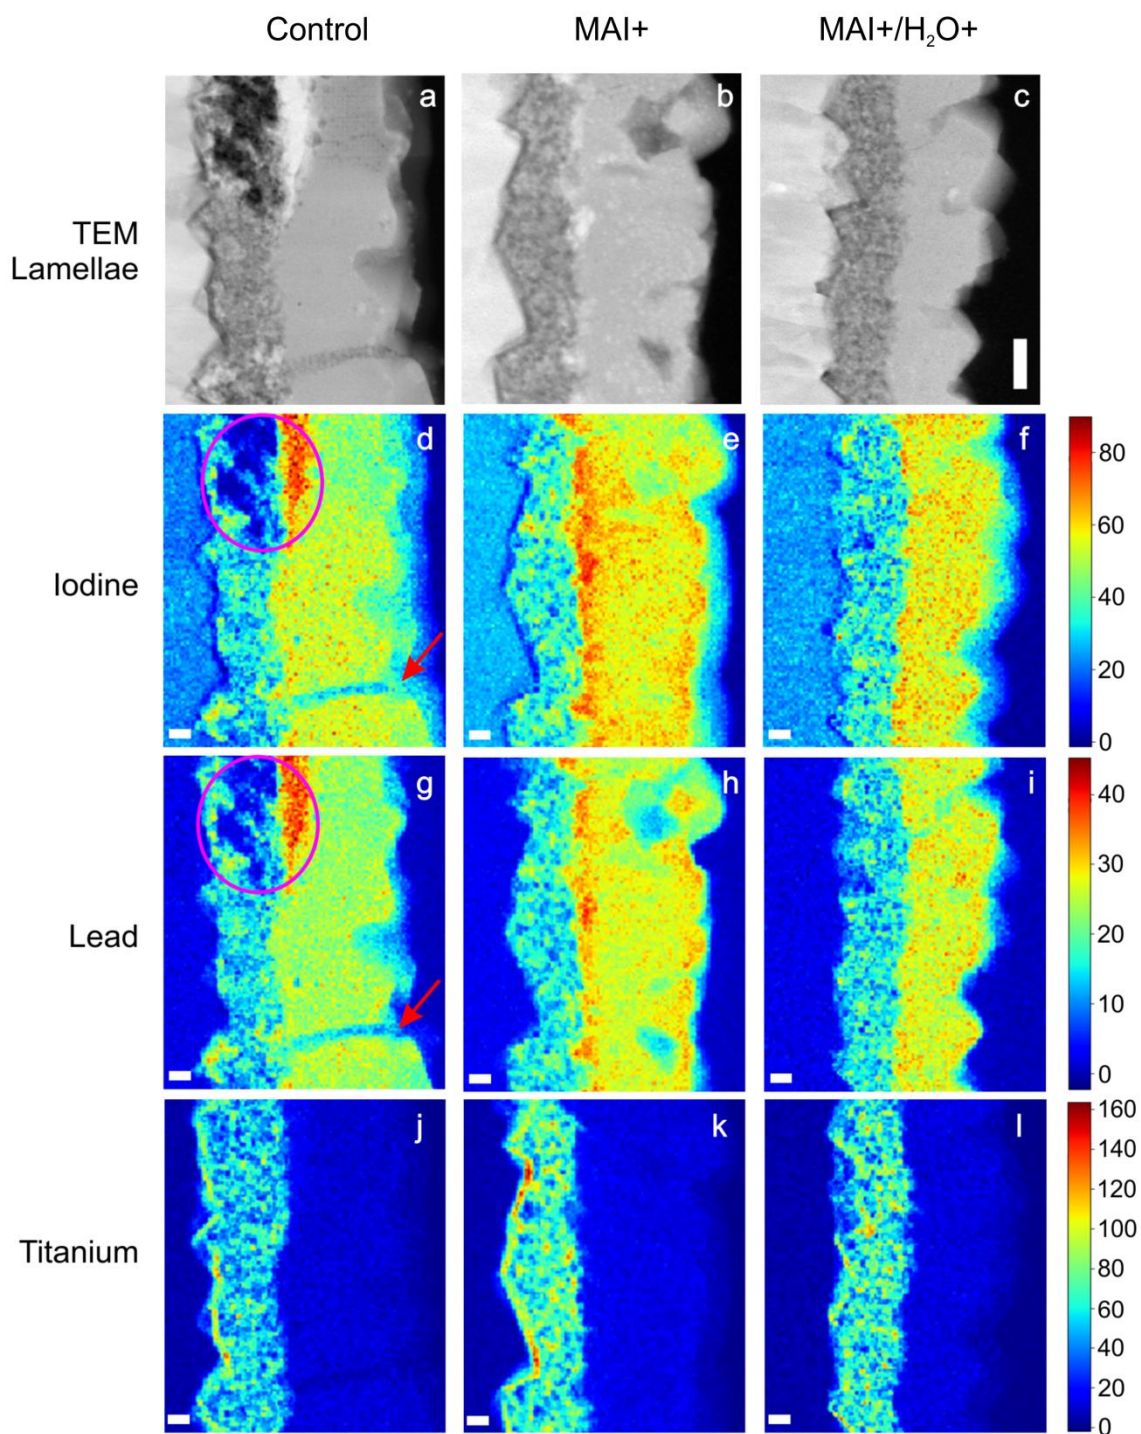 Control MAI+ MAI+/H₂O+
TEM
Lamellae
a b c
Iodine
d e f
80
60
40
20
0
Lead
g h i
40
30
20
10
0
Titanium
j k l
160
140
120
100
80
60
40
20
0